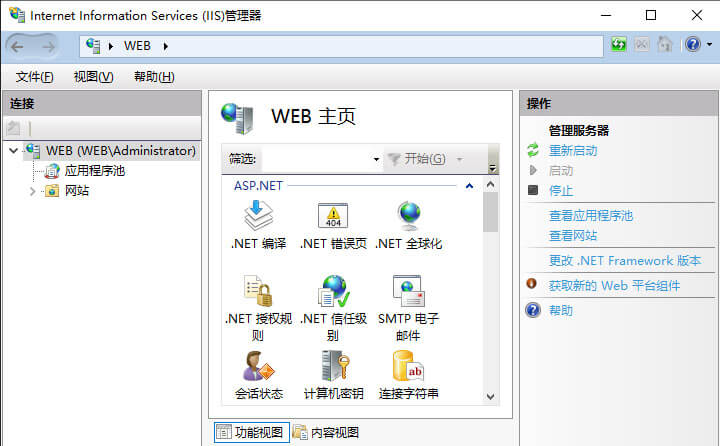 Internet Information Services (IIS)管理器
WEB
文件(F) 视图(V) 帮助(H)
连接
WEB (WEB\Administrator)
应用程序池
网站
WEB 主页
筛选: 开始(G)
ASP.NET
.NET 编译 .NET 错误页 .NET 全球化
404
.NET 授权规
则
.NET 信任级
别
SMTP 电子
邮件
会话状态 计算机密钥 连接字符串
ab
功能视图 内容视图
操作
管理服务器
重新启动
启动
停止
查看应用程序池
查看网站
更改 .NET Framework 版本
获取新的 Web 平台组件
帮助